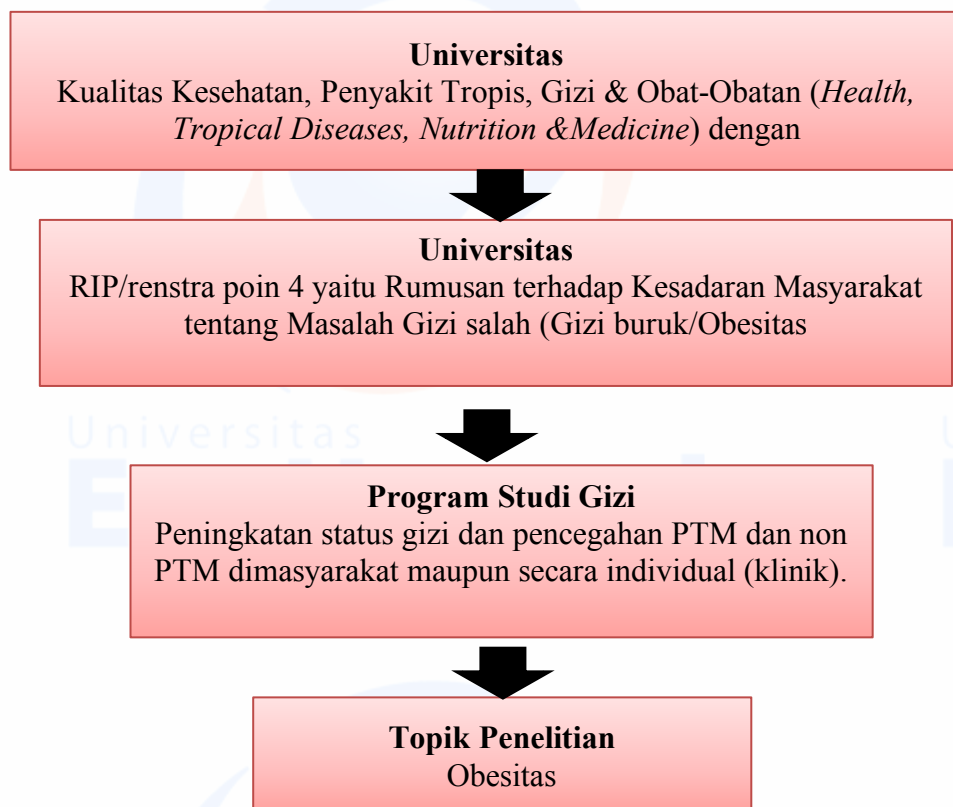 Universitas
Kualitas Kesehatan, Penyakit Tropis, Gizi & Obat-Obatan (Health,
Tropical Diseases, Nutrition &Medicine) dengan
Universitas
RIP/renstra poin 4 yaitu Rumusan terhadap Kesadaran Masyarakat
tentang Masalah Gizi salah (Gizi buruk/Obesitas
Universitas
Program Studi Gizi
Peningkatan status gizi dan pencegahan PTM dan non
PTM dimasyarakat maupun secara individual (klinik).
Topik Penelitian
Obesitas